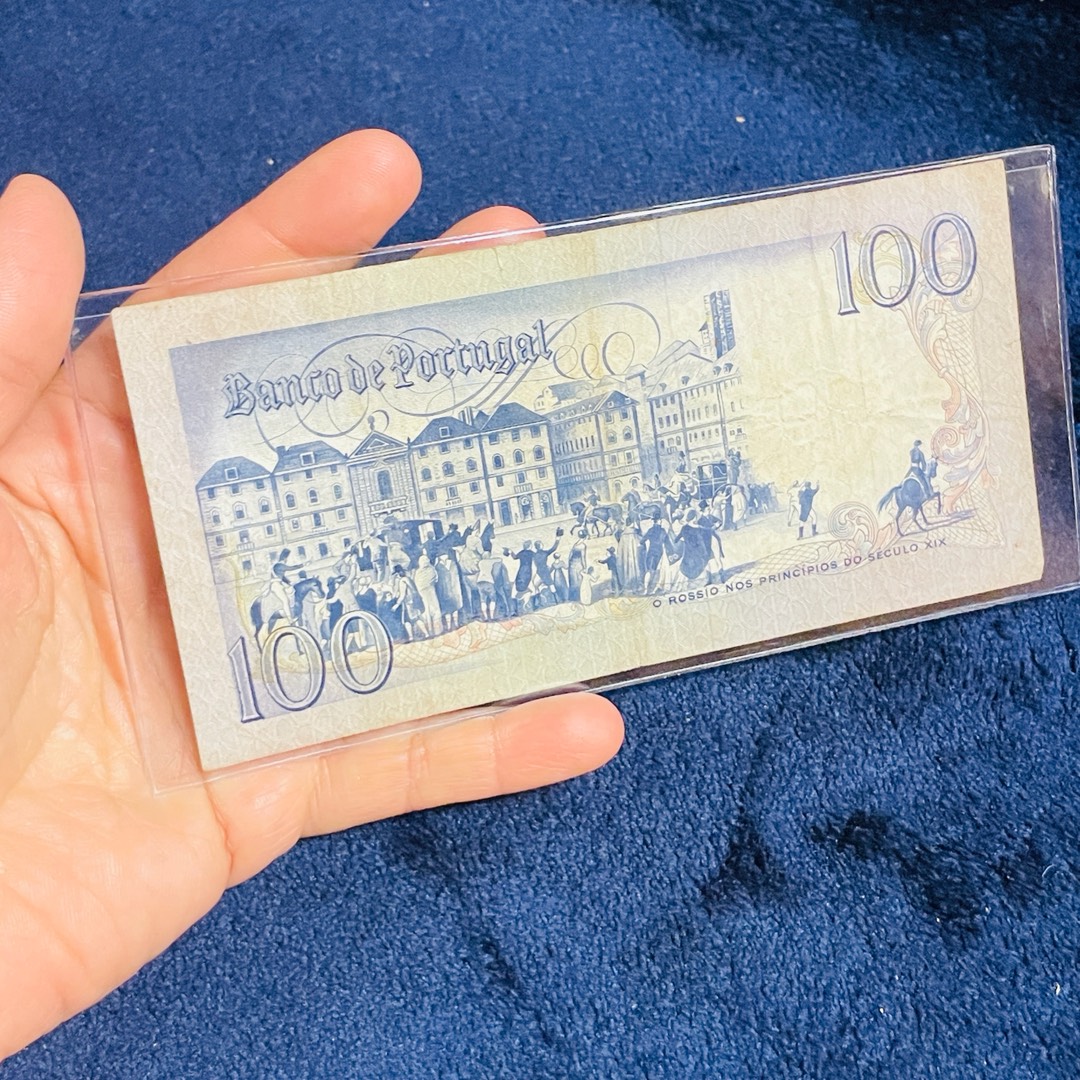 100
Banco de Portugal
O ROSSIO NOS PRINCÍPIOS DO SÉCULO XIX
100